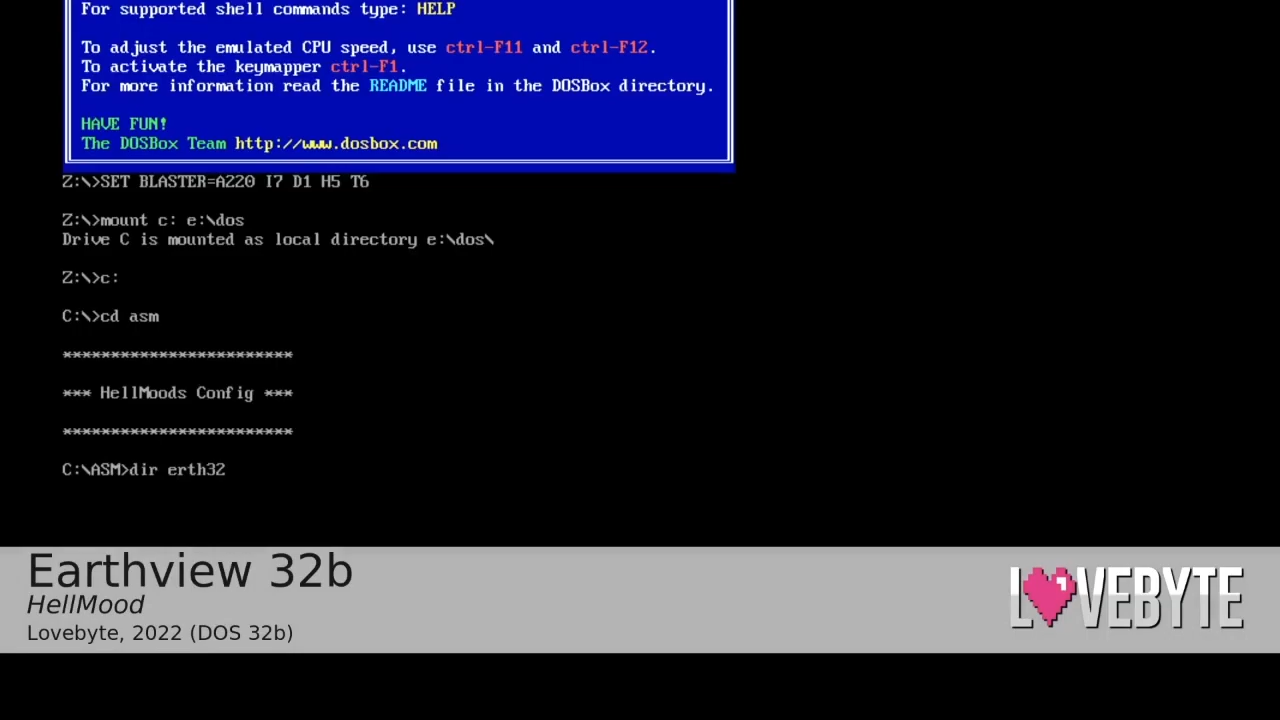 For supported shell commands type: HELP
To adjust the emulated CPU speed, use ctrl-F11 and ctrl-F12.
To activate the keymapper ctrl-F1.
For more information read the README file in the DOSBox directory.
HAVE FUN!
The DOSBox Team http://www.dosbox.com
Z:\>SET BLASTER=A220 I7 D1 H5 T6
Z:\>mount c: e:\dos
Drive C is mounted as local directory e:\dos\
Z:\>c:
C:\>cd asm
************************
*** HellMoods Config ***
************************
C:\ASM>dir erth32
Earthview 32b
HellMood
Lovebyte, 2022 (DOS 32b)
LOVEBYTE